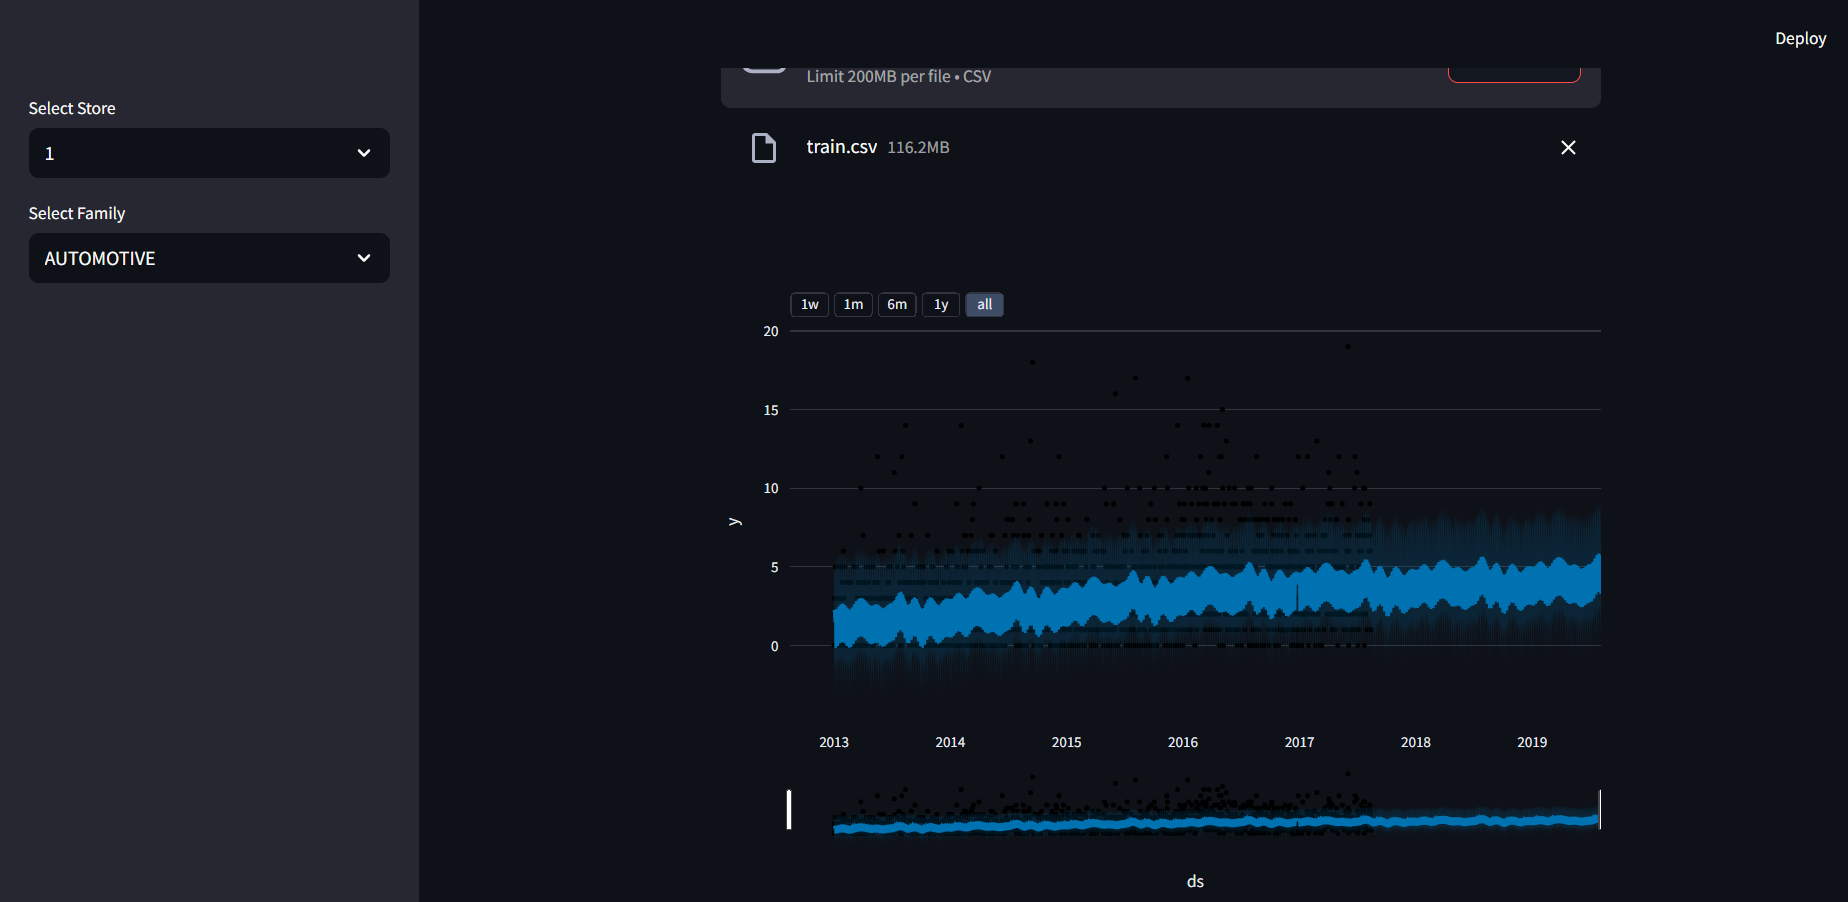 Deploy
Select Store
1
Select Family
AUTOMOTIVE
Limit 200MB per file • CSV
train.csv 116.2MB
1w 1m 6m 1y all
20
15
10
5
0
y
2013 2014 2015 2016 2017 2018 2019
ds